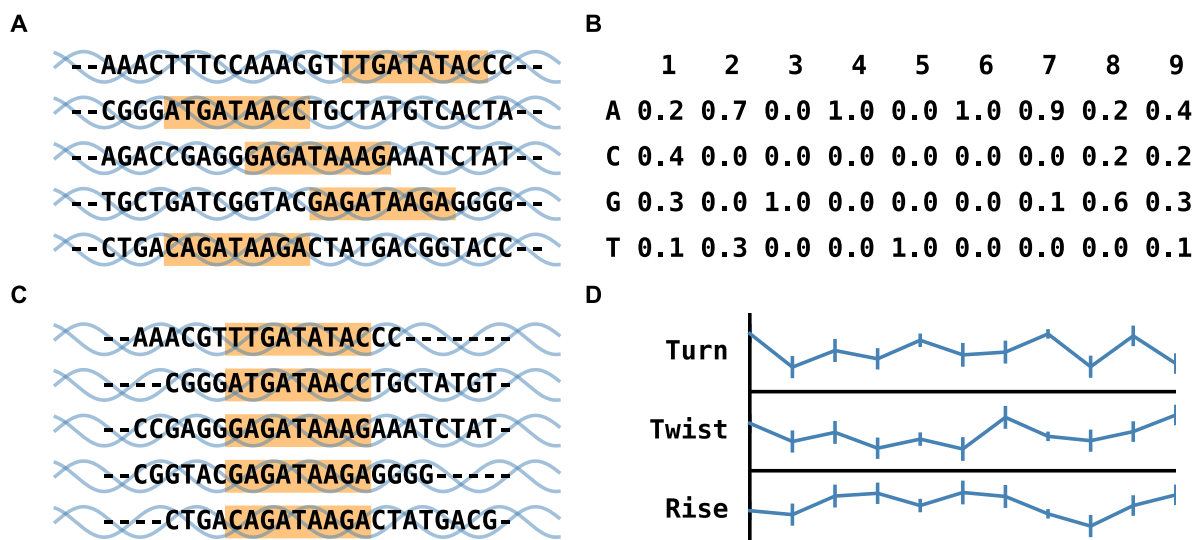 A
--AAACTTTCCAAACGTTTGATATACCC--
--CGGGATGATAACCTGCTATGTCACTA--
--AGACCGAGGGAGATAAAGAAATCTAT--
--TGCTGATCGGTACGAGATAAGAGGGG--
--CTGACAGATAAGACTATGACGGTACC--
B
1 2 3 4 5 6 7 8 9
A 0.2 0.7 0.0 1.0 0.0 1.0 0.9 0.2 0.4
C 0.4 0.0 0.0 0.0 0.0 0.0 0.0 0.2 0.2
G 0.3 0.0 1.0 0.0 0.0 0.0 0.1 0.6 0.3
T 0.1 0.3 0.0 0.0 1.0 0.0 0.0 0.0 0.1
C
--AAACGTTTGATATACCC-------
----CGGGATGATAACCTGCTATGT-
--CCGAGGGAGATAAAGAAATCTAT-
--CGGTACGAGATAAGAGGGG-----
----CTGACAGATAAGACTATGACG-
D
Turn
Twist
Rise